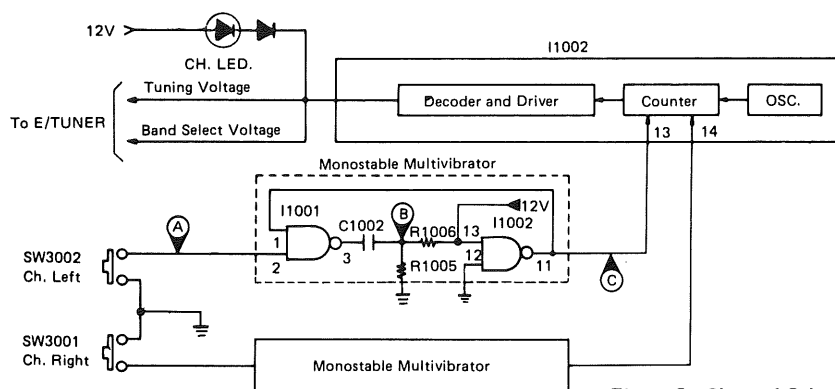 I1002
12V
CH. LED.
Tuning Voltage
Decoder and Driver
Counter
OSC.
To E/TUNER
13
14
Band Select Voltage
Monostable Multivibrator
12V
A
I1001
C1002
B
R1006
13
I1002
1
12
SW3002
2
3
R1005
11
Ch. Left
C
SW3001
Ch. Right
Monostable Multivibrator